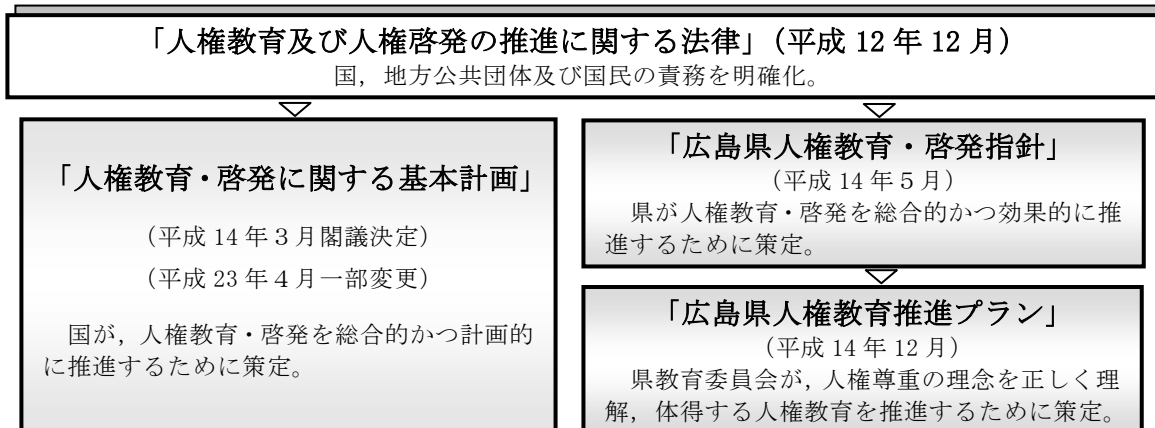 「人権教育及び人権啓発の推進に関する法律」（平成 12 年 12 月）
国，地方公共団体及び国民の責務を明確化。
「人権教育・啓発に関する基本計画」
（平成 14 年３月閣議決定）
（平成 23 年４月一部変更）
国が，人権教育・啓発を総合的かつ計画的
に推進するために策定。
「広島県人権教育・啓発指針」
（平成 14 年５月）
県が人権教育・啓発を総合的かつ効果的に推
進するために策定。
「広島県人権教育推進プラン」
（平成 14 年 12 月）
県教育委員会が，人権尊重の理念を正しく理
解，体得する人権教育を推進するために策定。